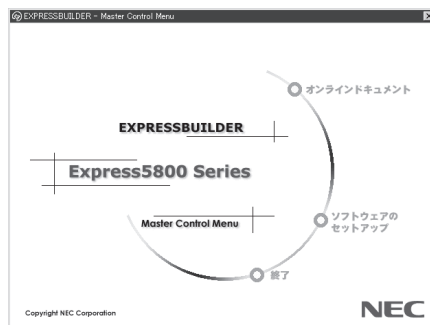 EXPRESSBUILDER - Master Control Menu
オンラインドキュメント
EXPRESSBUILDER
Express5800 Series
Master Control Menu
ソフトウェアの
セットアップ
終了
Copyright NEC Corporation
NEC